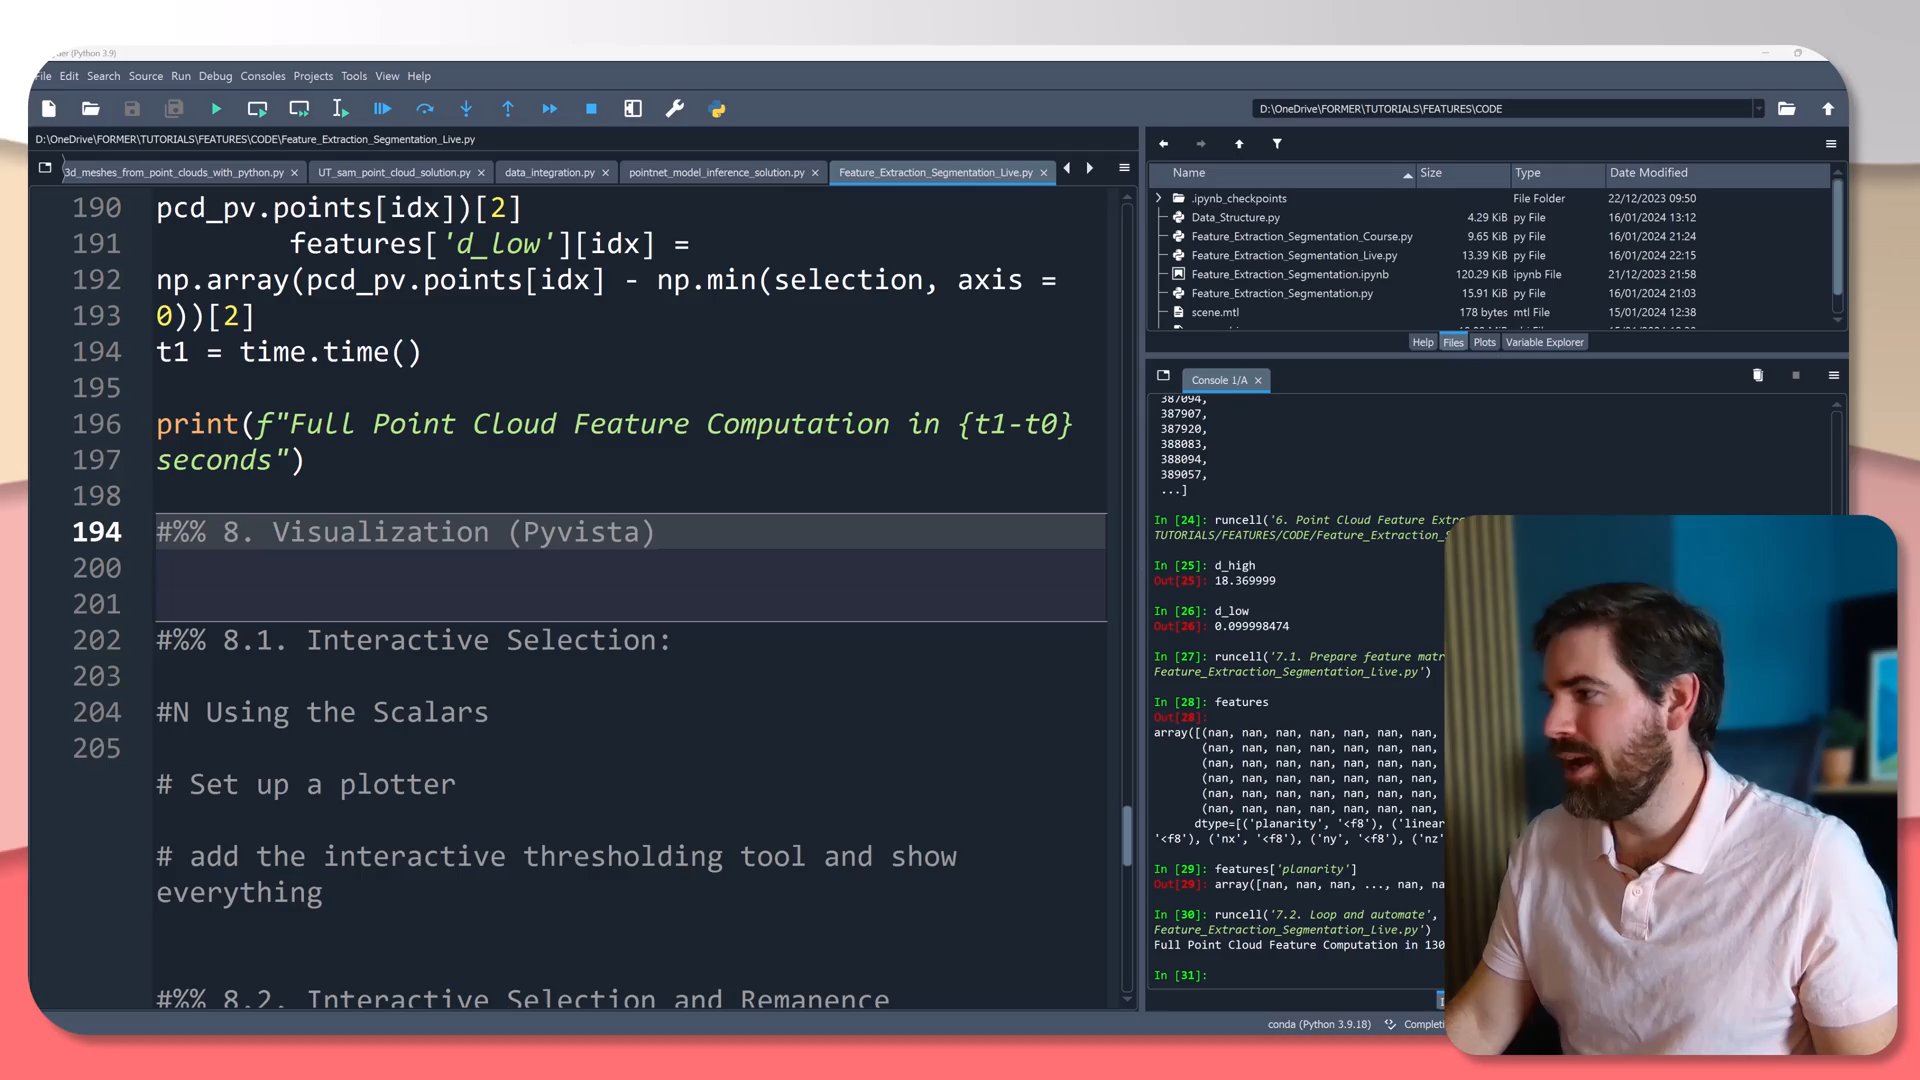 (Python 3.9)
File Edit Search Source Run Debug Consoles Projects Tools View Help
D:\OneDrive\FORMER\TUTORIALS\FEATURES\CODE
D:\OneDrive\FORMER\TUTORIALS\FEATURES\CODE\Feature_Extraction_Segmentation_Live.py
3d_meshes_from_point_clouds_with_python.py UT_sam_point_cloud_solution.py data_integration.py pointnet_model_inference_solution.py Feature_Extraction_Segmentation_Live.py
190 pcd_pv.points[idx])[2]
191 features['d_low'][idx] =
192 np.array(pcd_pv.points[idx] - np.min(selection, axis =
193 0))[2]
194 t1 = time.time()
195
196 print(f"Full Point Cloud Feature Computation in {t1-t0}
197 seconds")
198
194 #%% 8. Visualization (Pyvista)
200
201
202 #%% 8.1. Interactive Selection:
203
204 #N Using the Scalars
205
# Set up a plotter
# add the interactive thresholding tool and show
everything
#%% 8.2. Interactive Selection and Remanence
Name Size Type Date Modified
.ipynb_checkpoints File Folder 22/12/2023 09:50
Data_Structure.py 4.29 KiB py File 16/01/2024 13:12
Feature_Extraction_Segmentation_Course.py 9.65 KiB py File 16/01/2024 21:24
Feature_Extraction_Segmentation_Live.py 13.39 KiB py File 16/01/2024 22:15
Feature_Extraction_Segmentation.ipynb 120.29 KiB ipynb File 21/12/2023 21:58
Feature_Extraction_Segmentation.py 15.91 KiB py File 16/01/2024 21:03
scene.mtl 178 bytes mtl File 15/01/2024 12:38
Help Files Plots Variable Explorer
Console 1/A
387094,
387907,
387920,
388083,
388094,
389057,
...]
In [24]: runcell('6. Point Cloud Feature Extr
TUTORIALS/FEATURES/CODE/Feature_Extraction_S
In [25]: d_high
Out[25]: 18.369999
In [26]: d_low
Out[26]: 0.099998474
In [27]: runcell('7.1. Prepare feature matr
Feature_Extraction_Segmentation_Live.py')
In [28]: features
Out[28]:
array([(nan, nan, nan, nan, nan, nan, nan,
(nan, nan, nan, nan, nan, nan, nan,
(nan, nan, nan, nan, nan, nan, nan,
(nan, nan, nan, nan, nan, nan, nan,
(nan, nan, nan, nan, nan, nan, nan,
(nan, nan, nan, nan, nan, nan, nan,
dtype=[('planarity', '<f8'), ('linear
'<f8'), ('nx', '<f8'), ('ny', '<f8'), ('nz'
In [29]: features['planarity']
Out[29]: array([nan, nan, nan, ..., nan, na
In [30]: runcell('7.2. Loop and automate',
Feature_Extraction_Segmentation_Live.py')
Full Point Cloud Feature Computation in 130
In [31]:
conda (Python 3.9.18) Completi